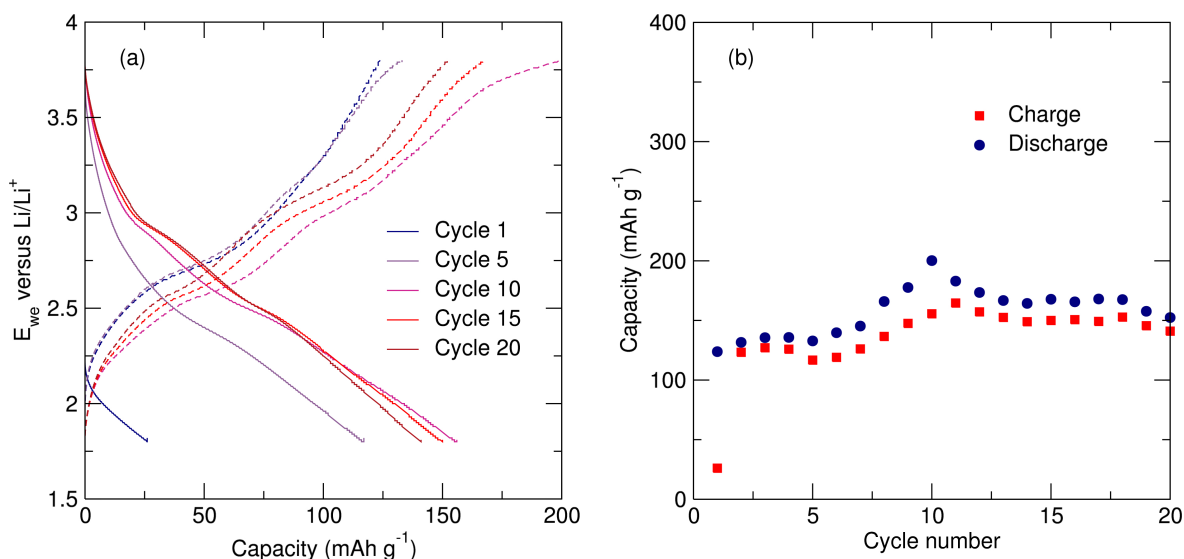 (a)
4
3.5
3
2.5
2
1.5
E_we versus Li/Li⁺
0
50
100
150
200
Capacity (mAh g⁻¹)
Cycle 1
Cycle 5
Cycle 10
Cycle 15
Cycle 20
(b)
400
300
200
100
0
Capacity (mAh g⁻¹)
0
5
10
15
20
Cycle number
Charge
Discharge